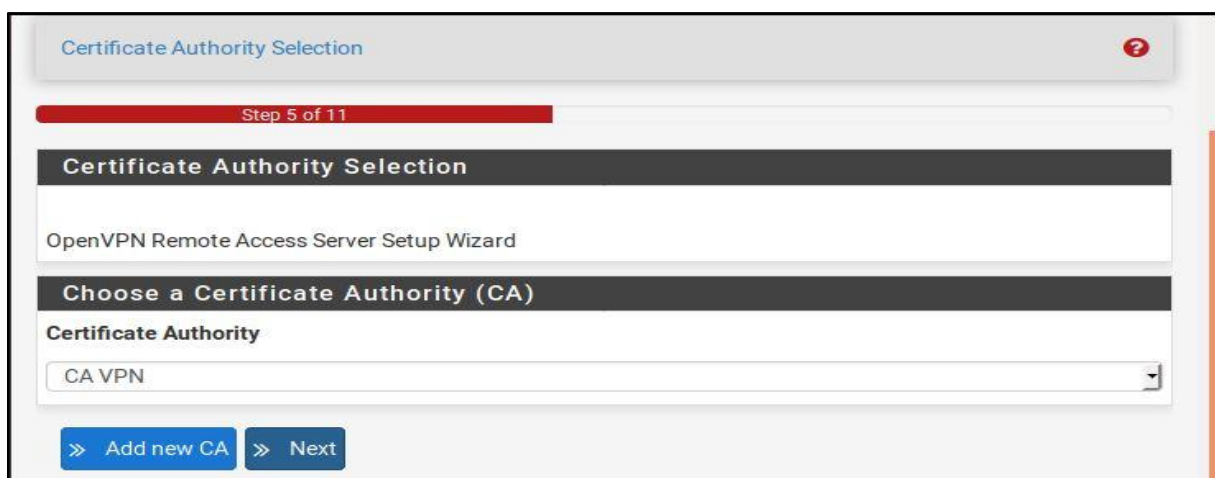 Certificate Authority Selection
Step 5 of 11
Certificate Authority Selection
OpenVPN Remote Access Server Setup Wizard
Choose a Certificate Authority (CA)
Certificate Authority
CA VPN
» Add new CA » Next